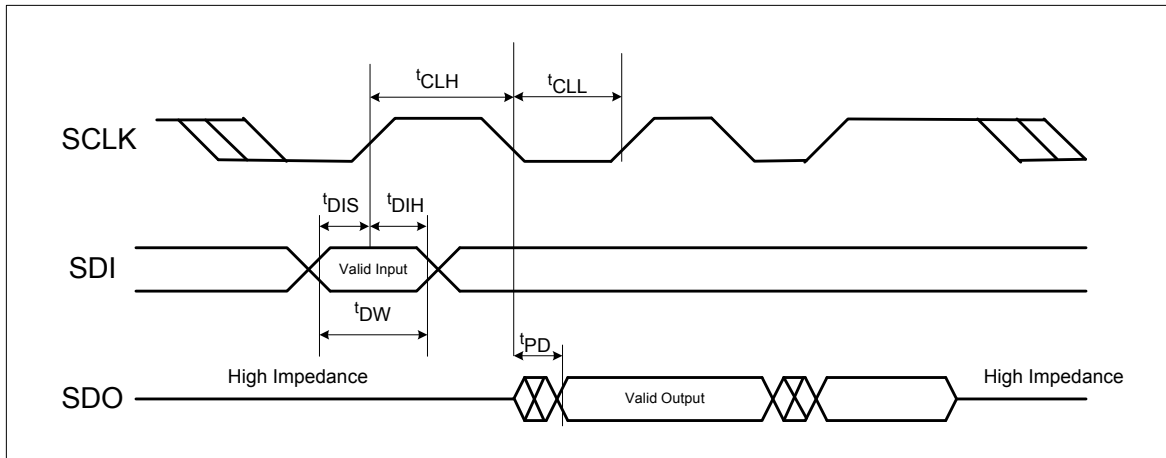 tCLH
tCLL
SCLK
tDIS
tDIH
SDI
Valid Input
tDW
tPD
High Impedance
High Impedance
SDO
Valid Output